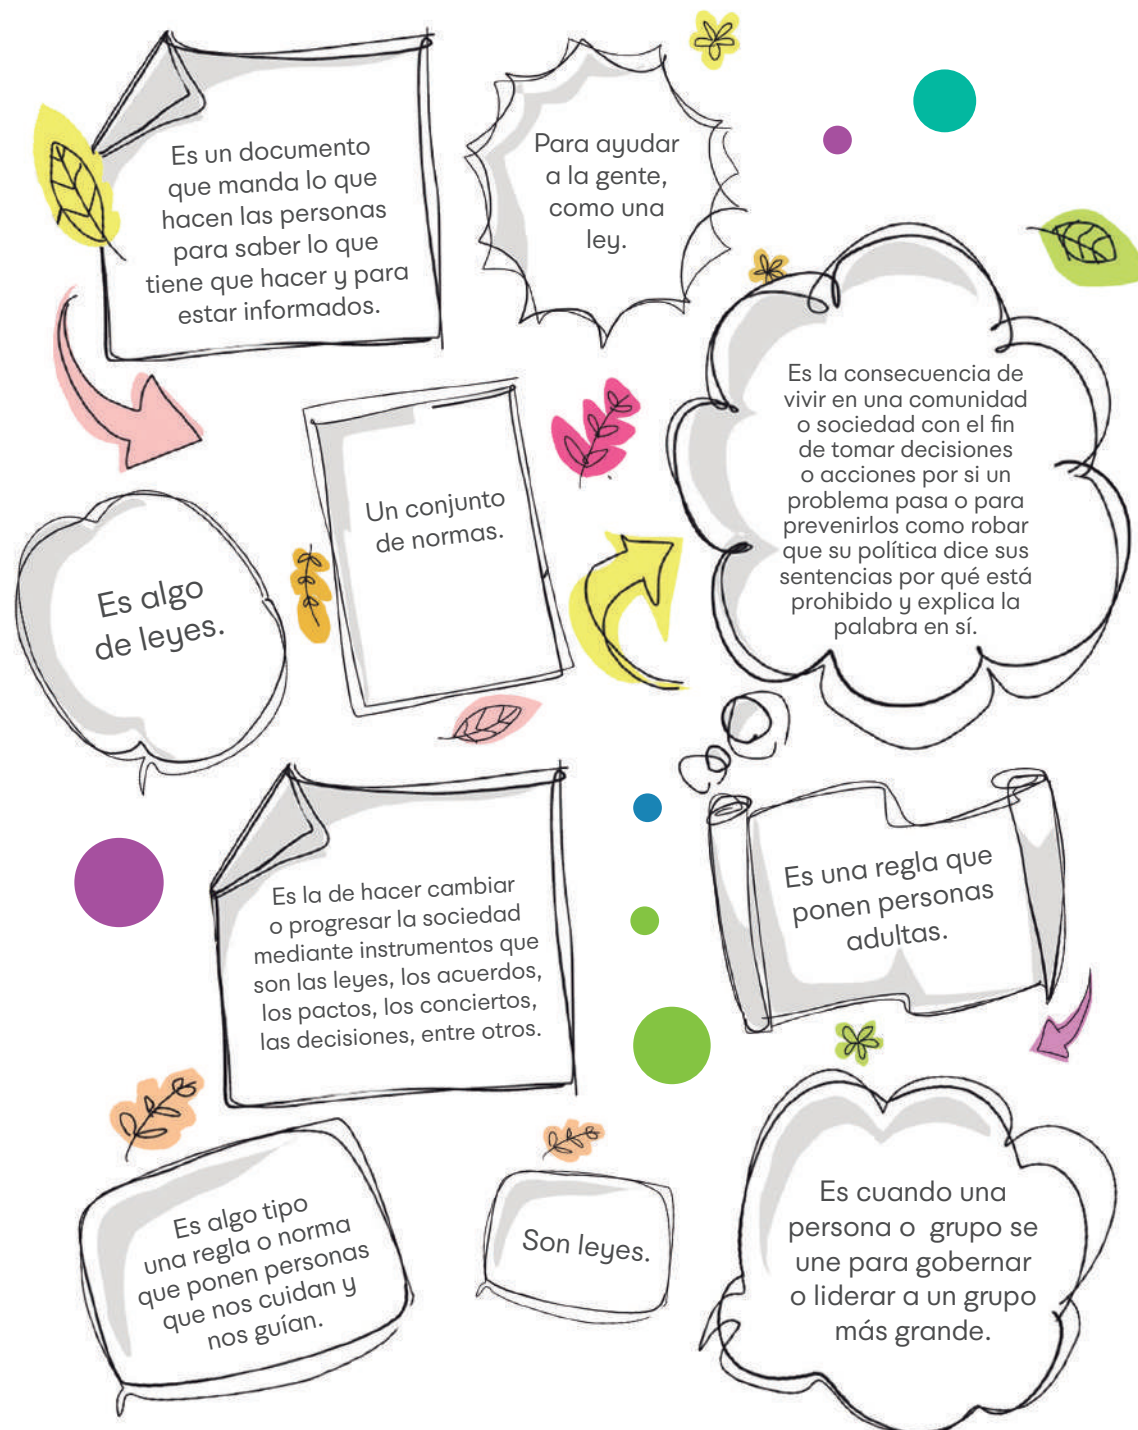 Es un documento
que manda lo que
hacen las personas
para saber lo que
tiene que hacer y para
estar informados.
Para ayudar
a la gente,
como una
ley.
Es la consecuencia de
vivir en una comunidad
o sociedad con el fin
de tomar decisiones
o acciones por si un
problema pasa o para
prevenirlos como robar
que su política dice sus
sentencias por qué está
prohibido y explica la
palabra en sí.
Un conjunto
de normas.
Es algo
de leyes.
Es la de hacer cambiar
o progresar la sociedad
mediante instrumentos que
son las leyes, los acuerdos,
los pactos, los conciertos,
las decisiones, entre otros.
Es una regla que
ponen personas
adultas.
Es algo tipo
una regla o norma
que ponen personas
que nos cuidan y
nos guían.
Son leyes.
Es cuando una
persona o grupo se
une para gobernar
o liderar a un grupo
más grande.